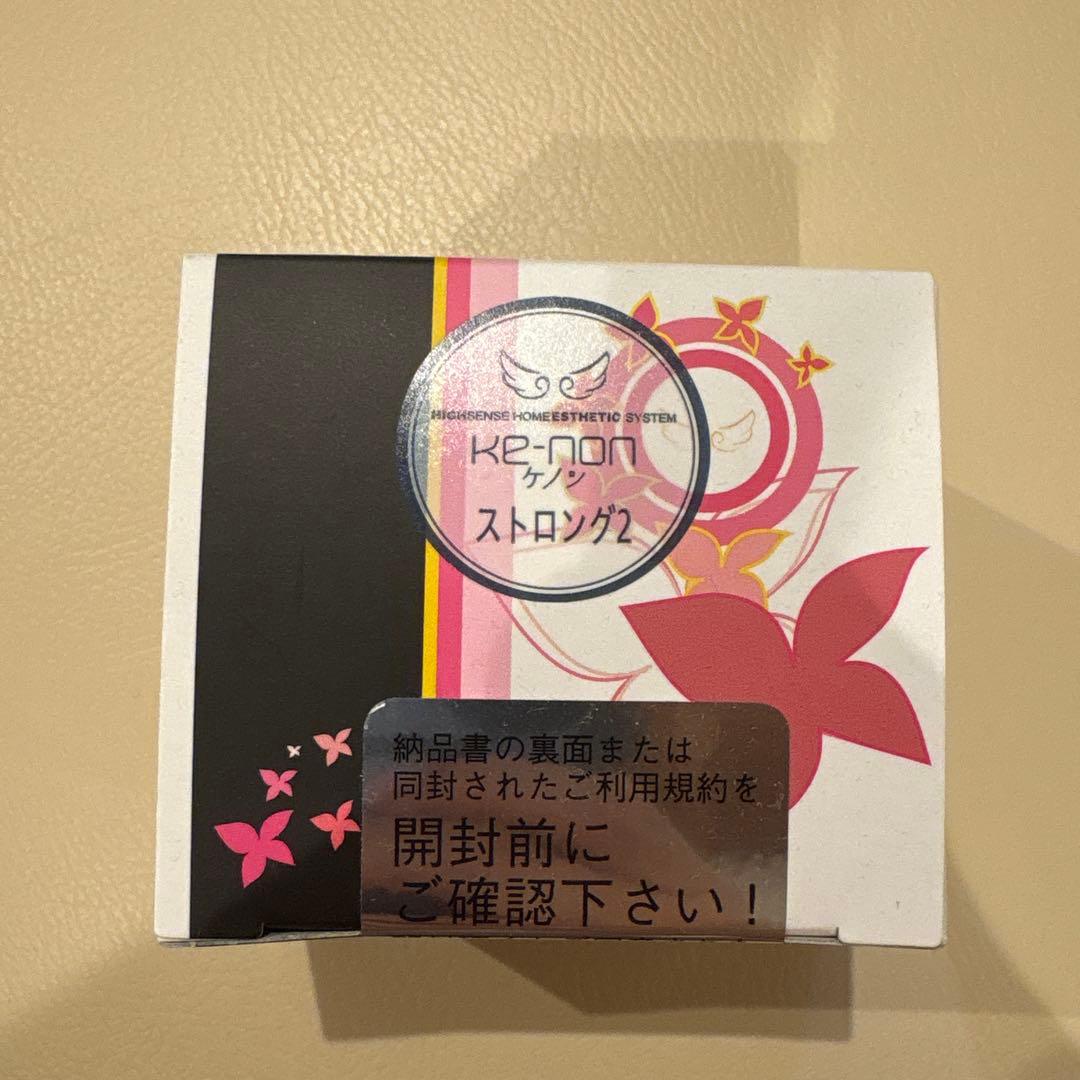 HIGHSENSE HOMEESTHETIC SYSTEM
Ke-non
ケノン
ストロング2
納品書の裏面または
同封されたご利用規約を
開封前に
ご確認下さい！